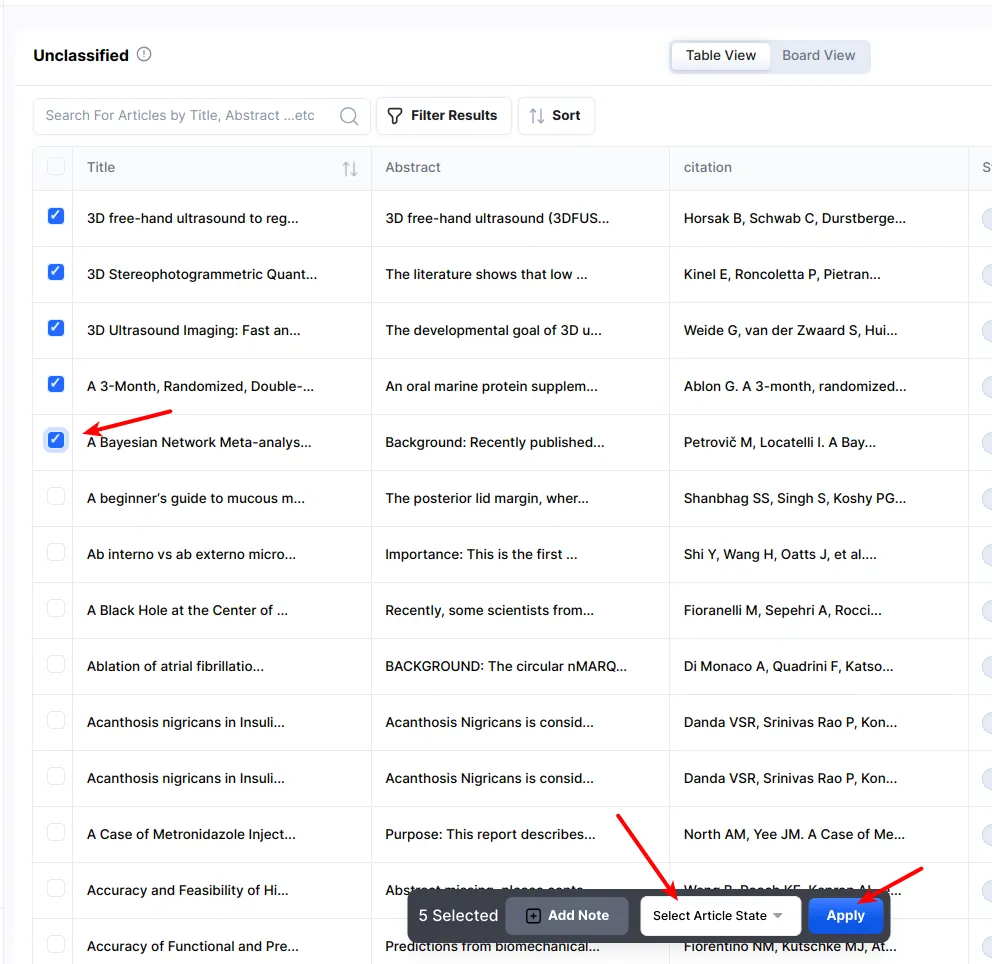 Unclassified
Table View Board View
Search For Articles by Title, Abstract ...etc Filter Results Sort
Title Abstract citation
3D free-hand ultrasound to reg... 3D free-hand ultrasound (3DFUS... Horsak B, Schwab C, Durstberge...
3D Stereophotogrammetric Quant... The literature shows that low ... Kinel E, Roncoletta P, Pietran...
3D Ultrasound Imaging: Fast an... The developmental goal of 3D u... Weide G, van der Zwaard S, Hui...
A 3-Month, Randomized, Double-... An oral marine protein supplem... Ablon G. A 3-month, randomized...
A Bayesian Network Meta-analys... Background: Recently published... Petrovič M, Locatelli I. A Bay...
A beginner’s guide to mucous m... The posterior lid margin, wher... Shanbhag SS, Singh S, Koshy PG...
Ab interno vs ab externo micro... Importance: This is the first ... Shi Y, Wang H, Oatts J, et al....
A Black Hole at the Center of ... Recently, some scientists from... Fioranelli M, Sepehri A, Rocci...
Ablation of atrial fibrillatio... BACKGROUND: The circular nMARQ... Di Monaco A, Quadrini F, Katso...
Acanthosis nigricans in Insuli... Acanthosis Nigricans is consid... Danda VSR, Srinivas Rao P, Kon...
Acanthosis nigricans in Insuli... Acanthosis Nigricans is consid... Danda VSR, Srinivas Rao P, Kon...
A Case of Metronidazole Inject... Purpose: This report describes... North AM, Yee JM. A Case of Me...
Accuracy and Feasibility of Hi...
5 Selected Add Note Select Article State Apply
Accuracy of Functional and Pre... Predictions from biomechanical... Fiorentino NM, Kutschke MJ, At...